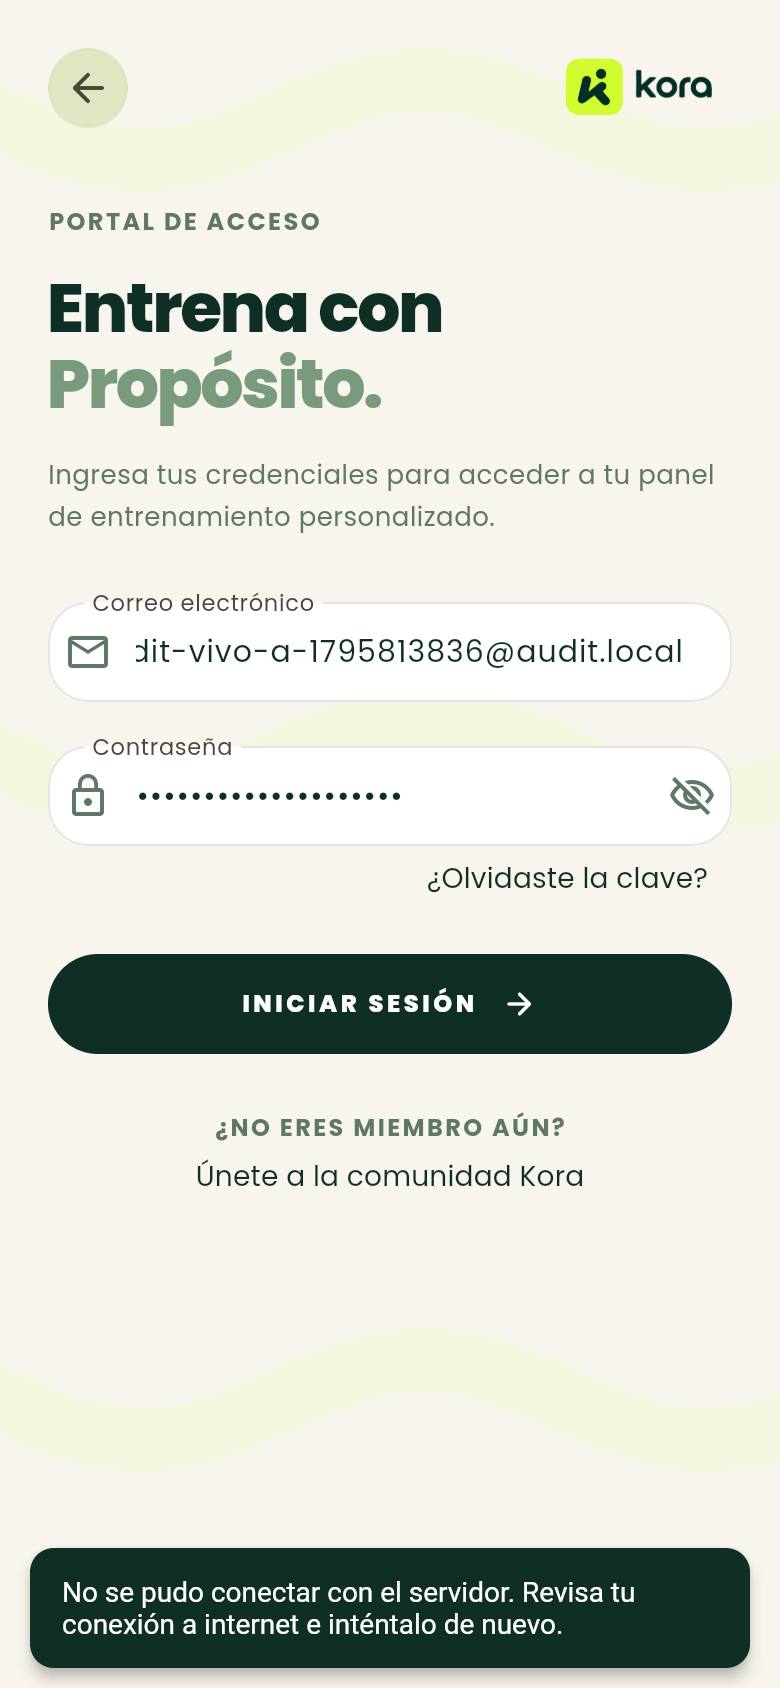 kora
PORTAL DE ACCESO
Entrena con
Propósito.
Ingresa tus credenciales para acceder a tu panel
de entrenamiento personalizado.
Correo electrónico
dit-vivo-a-1795813836@audit.local
Contraseña
••••••••••••••••••••
¿Olvidaste la clave?
INICIAR SESIÓN
¿NO ERES MIEMBRO AÚN?
Únete a la comunidad Kora
No se pudo conectar con el servidor. Revisa tu
conexión a internet e inténtalo de nuevo.